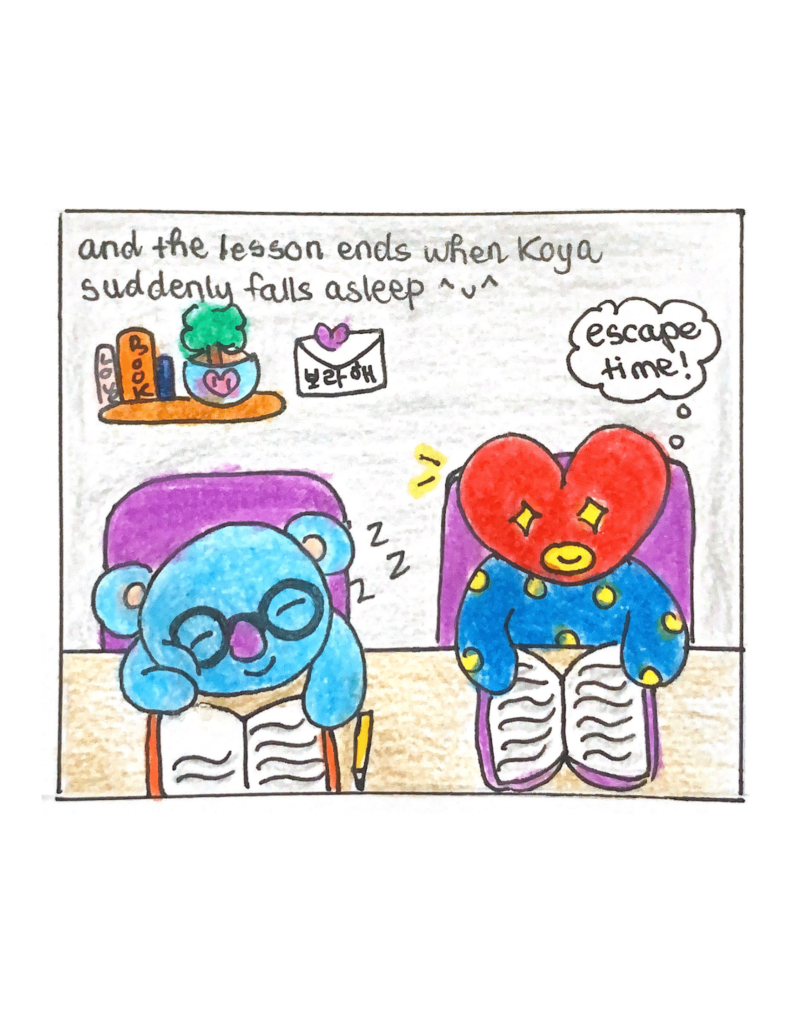 and the lesson ends when Koya
suddenly falls asleep ^ᴗ^
escape
time!
BOOK
보라해
z
z
z